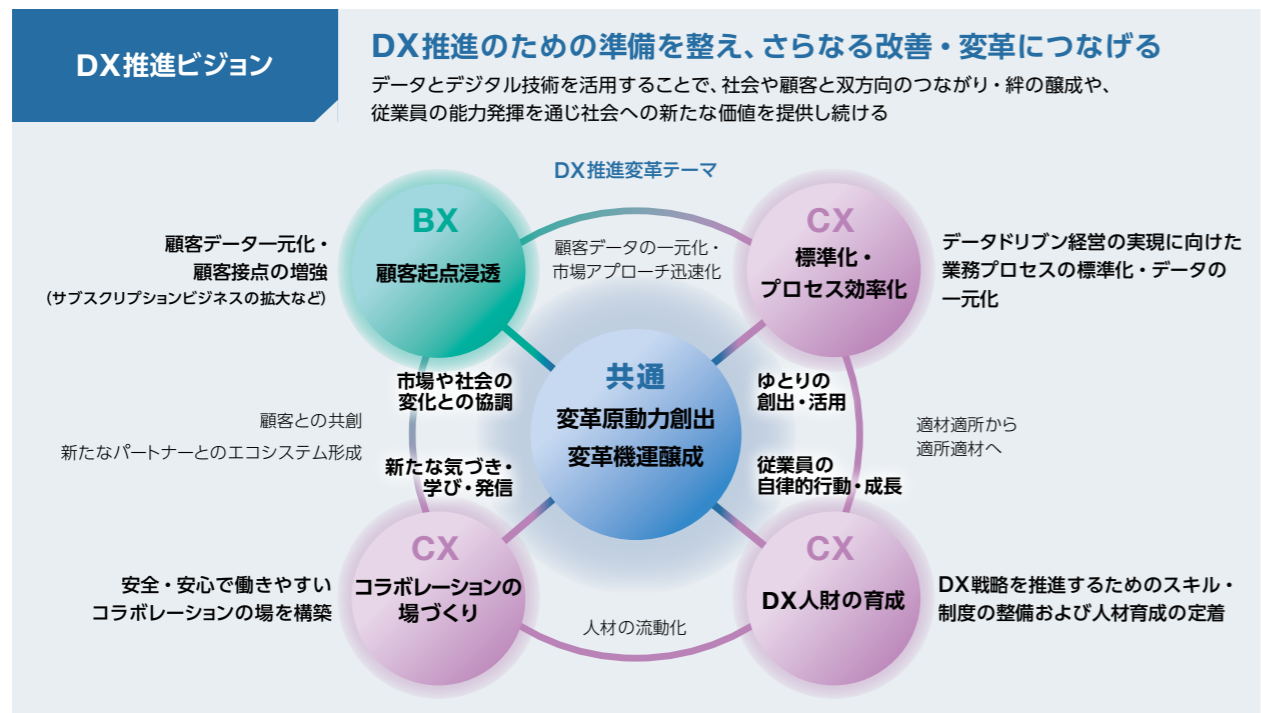 DX推進ビジョン
DX推進のための準備を整え、さらなる改善・変革につなげる
データとデジタル技術を活用することで、社会や顧客と双方向のつながり・絆の醸成や、
従業員の能力発揮を通じ社会への新たな価値を提供し続ける
DX推進変革テーマ
BX
顧客起点浸透
顧客データ一元化・
顧客接点の増強
（サブスクリプションビジネスの拡大など）
顧客データの一元化・
市場アプローチ迅速化
CX
標準化・
プロセス効率化
データドリブン経営の実現に向けた
業務プロセスの標準化・データの
一元化
共通
変革原動力創出
変革機運醸成
市場や社会の
変化との協調
ゆとりの
創出・活用
新たな気づき・
学び・発信
従業員の
自律的行動・成長
顧客との共創
新たなパートナーとのエコシステム形成
適材適所から
適所適材へ
CX
コラボレーションの
場づくり
安全・安心で働きやすい
コラボレーションの場を構築
人材の流動化
CX
DX人財の育成
DX戦略を推進するためのスキル・
制度の整備および人材育成の定着